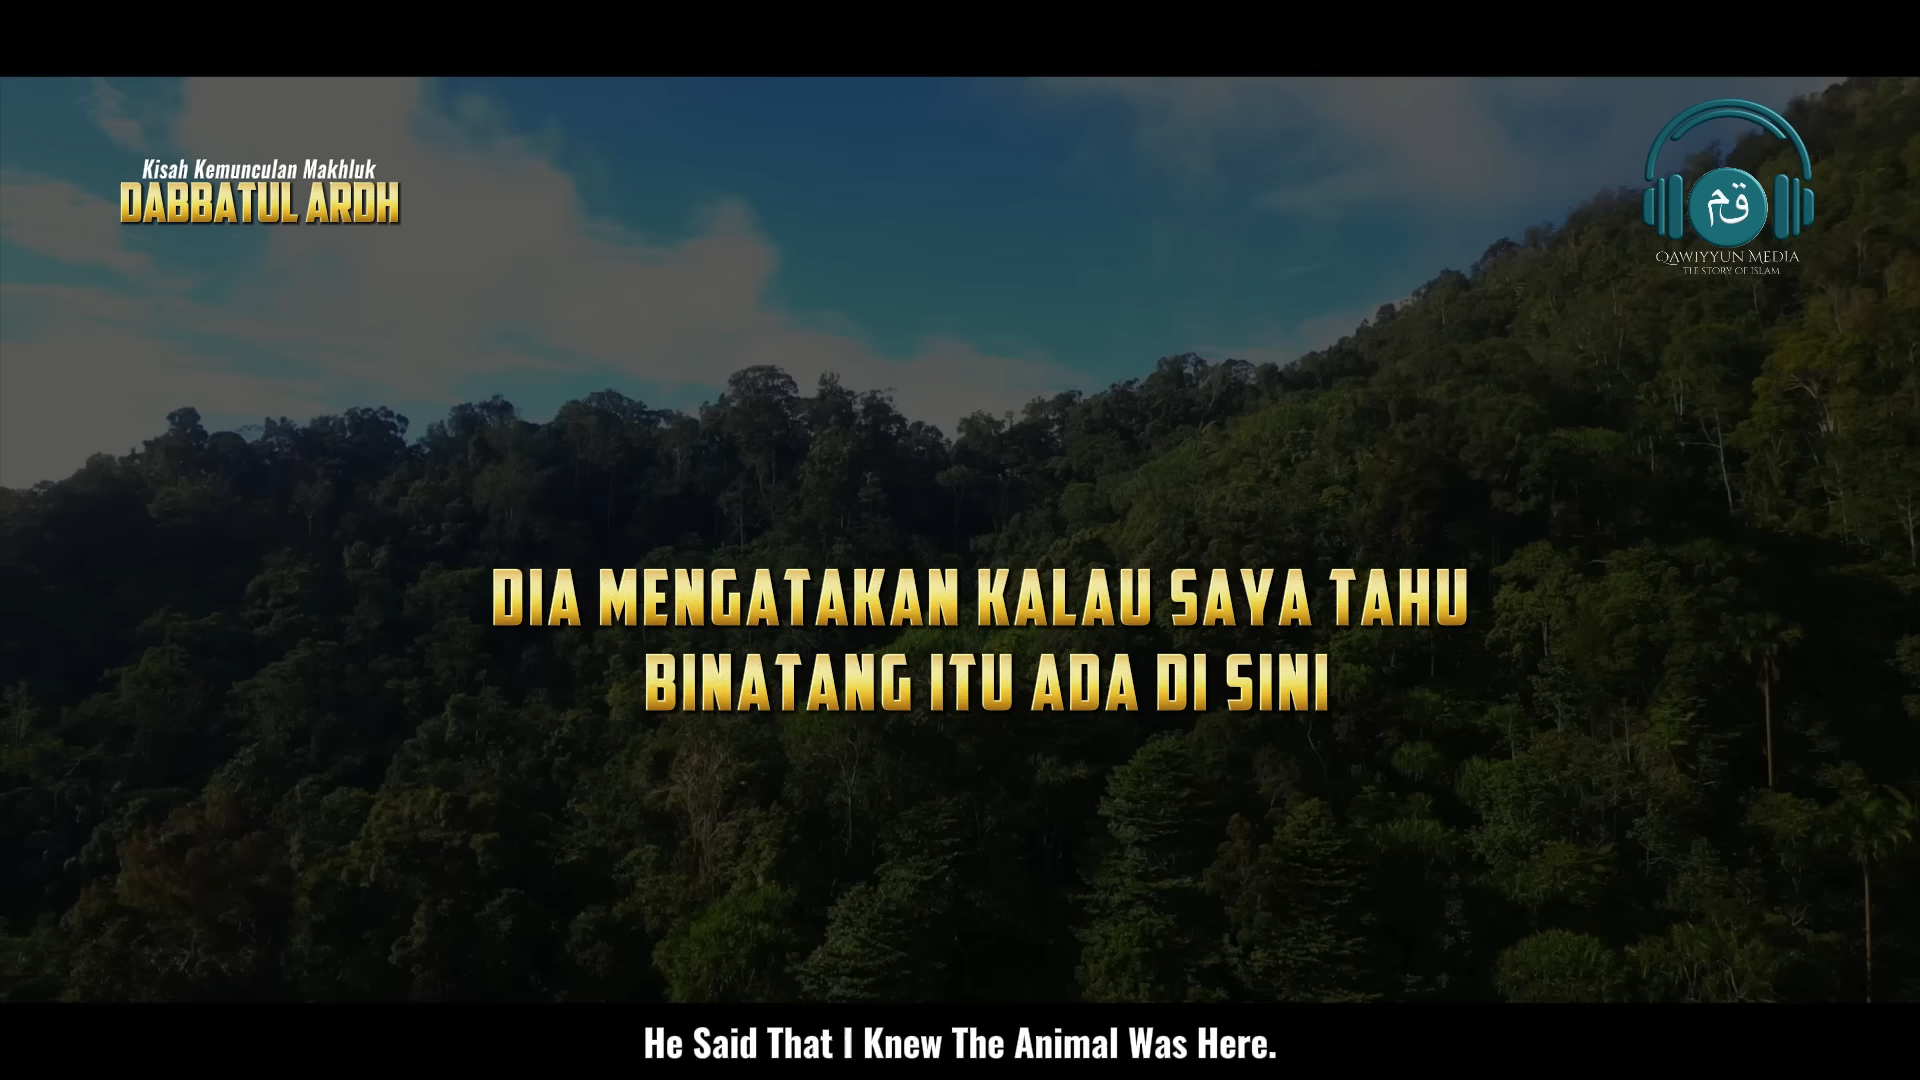 Kisah Kemunculan Makhluk
DABBATUL ARDH
قم
QAWIYYUN MEDIA
THE STORY OF ISLAM
DIA MENGATAKAN KALAU SAYA TAHU
BINATANG ITU ADA DI SINI
He Said That I Knew The Animal Was Here.